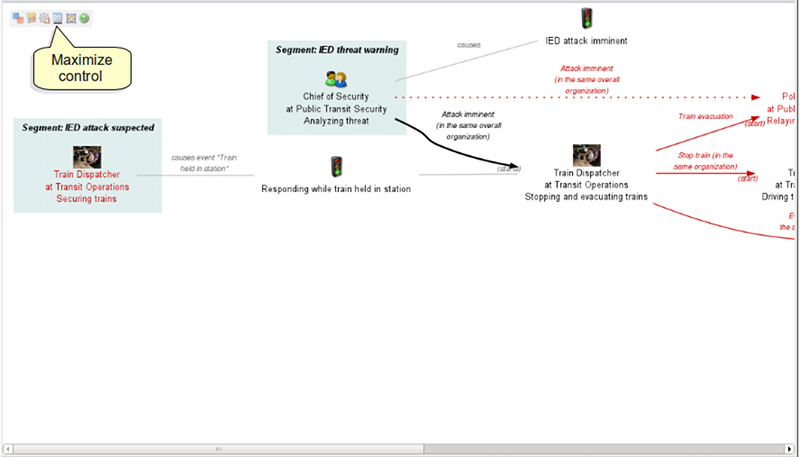 Maximize
control
Segment: IED threat warning
Chief of Security
at Public Transit Security
Analyzing threat
causes
IED attack imminent
Attack imminent
(in the same overall
organization)
Attack imminent
(in the same overall
organization)
Train evacuation
(start)
Pol
at Publ
Relayin
Segment: IED attack suspected
Train Dispatcher
at Transit Operations
Securing trains
causes event "Train
held in station"
Responding while train held in station
Train Dispatcher
at Transit Operations
Stopping and evacuating trains
Stop train (in the
same organization)
(start)
at Tra
Driving t
the a